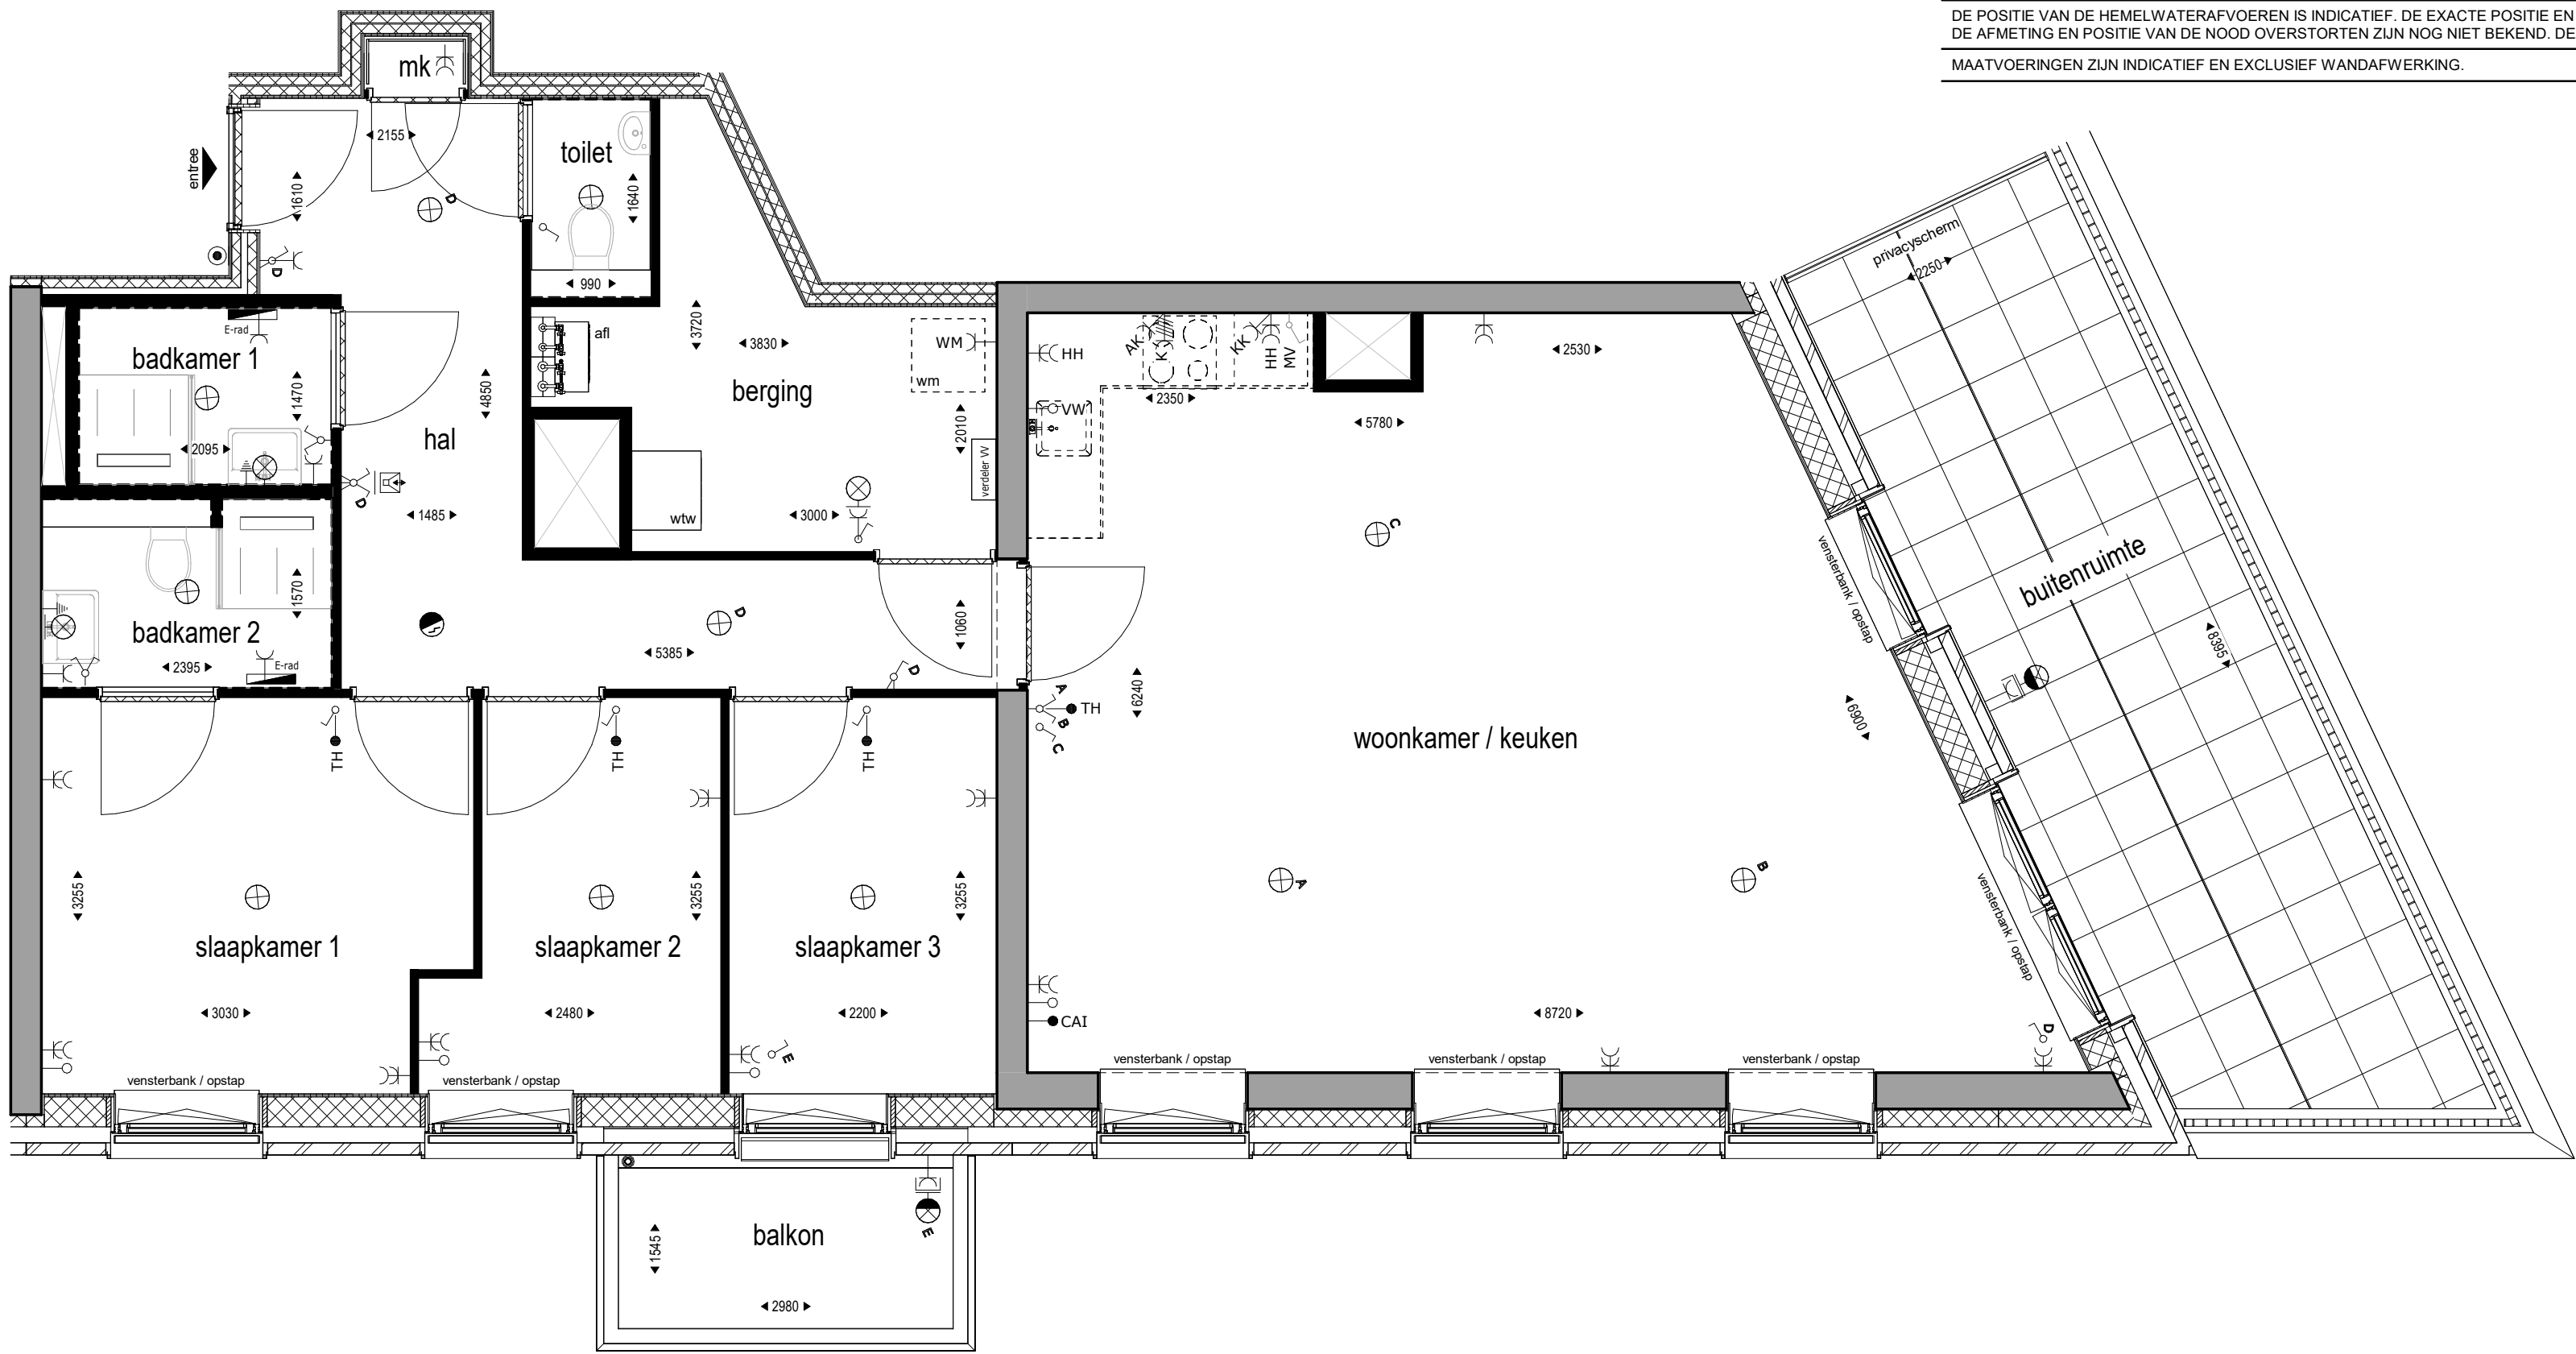 DE POSITIE VAN DE HEMELWATERAFVOEREN IS INDICATIEF. DE EXACTE POSITIE EN
DE AFMETING EN POSITIE VAN DE NOOD OVERSTORTEN ZIJN NOG NIET BEKEND. DE
MAATVOERINGEN ZIJN INDICATIEF EN EXCLUSIEF WANDAFWERKING.
mk
2155
entree
1610
D
toilet
1640
990
D
privacyscherm
2250
E-rad
badkamer 1
1470
2095
4850
hal
D
1485
afl
3720
3830
WM
wm
berging
2010
verdeler VV
wtw
3000
HH
AK
K
KK
HH
MV
2350
VW
2530
5780
C
vensterbank / opstap
buitenruimte
8395
1570
badkamer 2
2395
E-rad
D
5385
1060
D
6240
A
TH
B
C
woonkamer / keuken
6900
TH
TH
TH
3255
3255
3255
A
B
slaapkamer 1
slaapkamer 2
slaapkamer 3
vensterbank / opstap
3030
2480
2200
8720
CAI
D
E
vensterbank / opstap
vensterbank / opstap
vensterbank / opstap
vensterbank / opstap
vensterbank / opstap
E
balkon
1545
2980